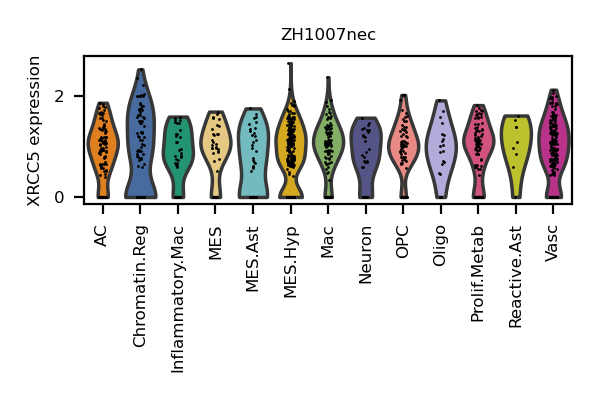 ZH1007nec
XRCC5 expression
2
0
AC
Chromatin.Reg
Inflammatory.Mac
MES
MES.Ast
MES.Hyp
Mac
Neuron
OPC
Oligo
Prolif.Metab
Reactive.Ast
Vasc